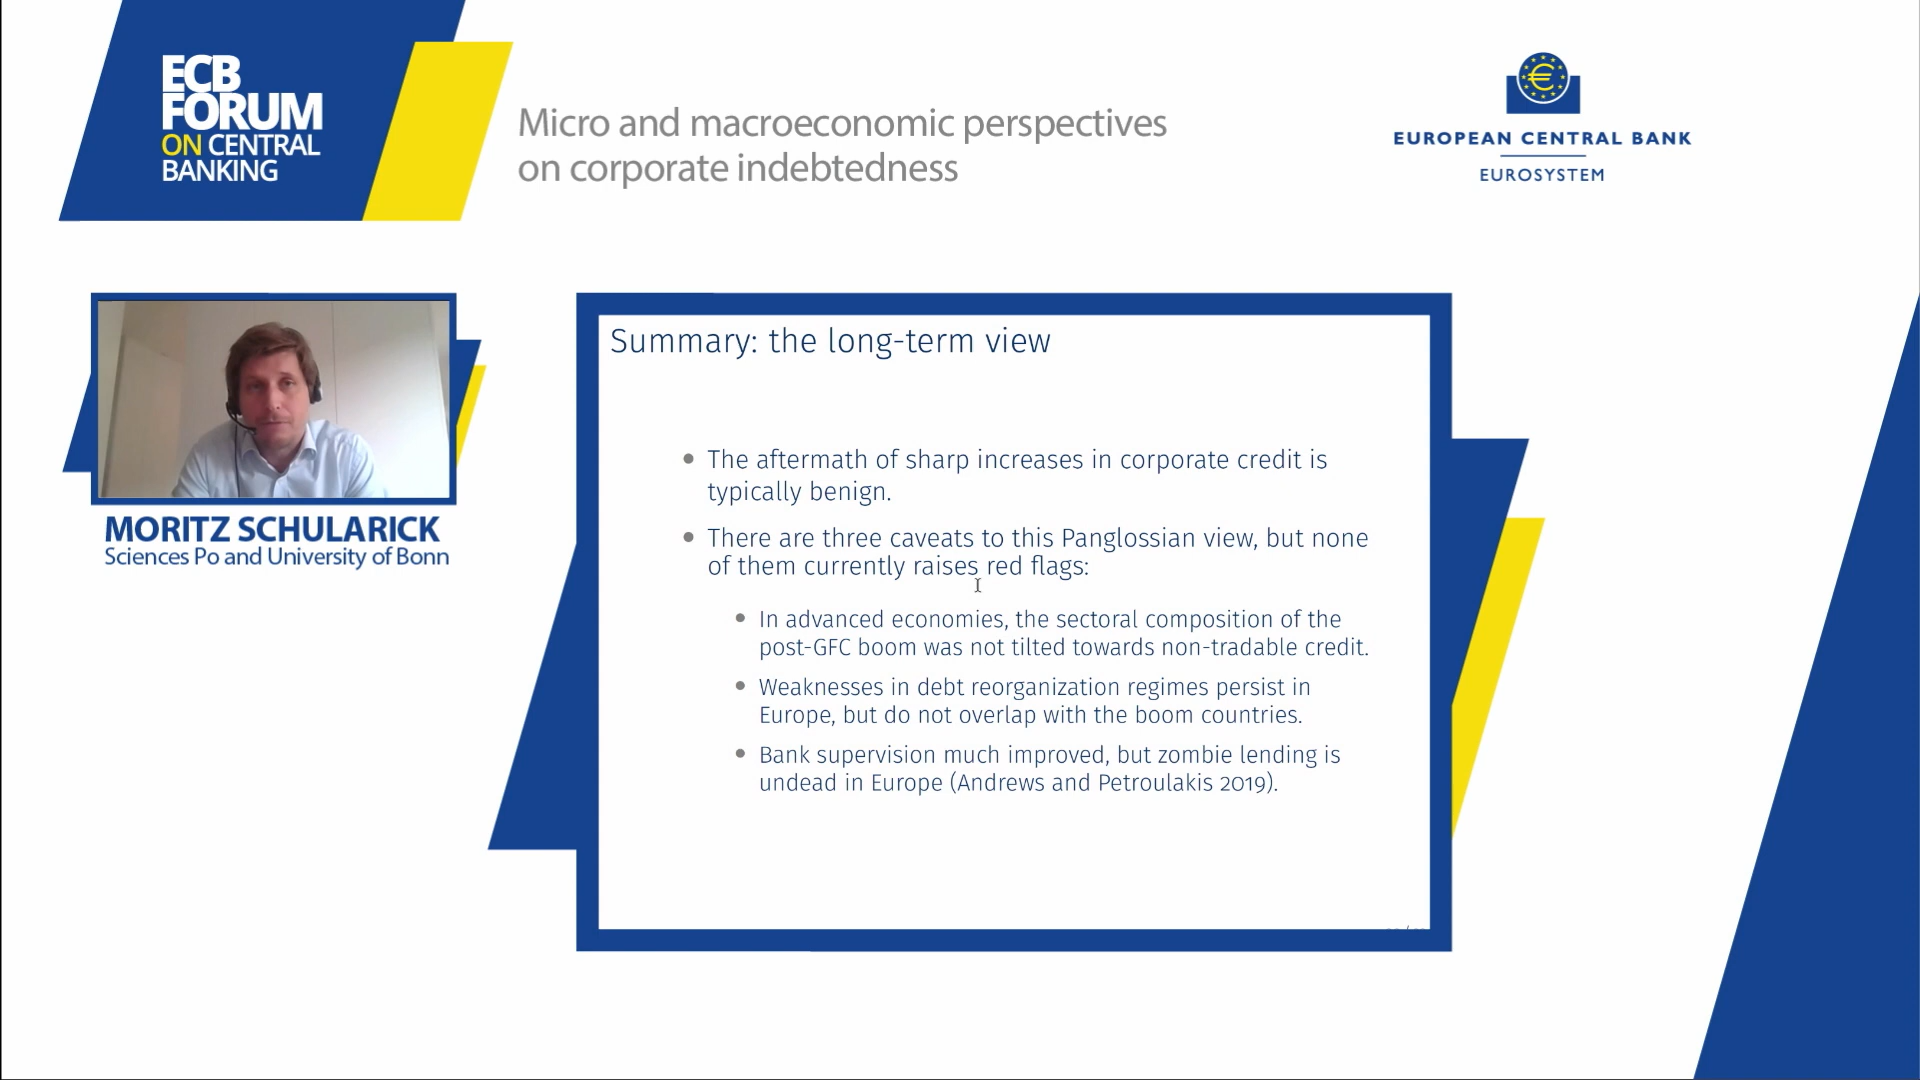 ECB
FORUM
ON CENTRAL
BANKING
Micro and macroeconomic perspectives
on corporate indebtedness
€
EUROPEAN CENTRAL BANK
EUROSYSTEM
MORITZ SCHULARICK
Sciences Po and University of Bonn
Summary: the long-term view
• The aftermath of sharp increases in corporate credit is
typically benign.
• There are three caveats to this Panglossian view, but none
of them currently raises red flags:
• In advanced economies, the sectoral composition of the
post-GFC boom was not tilted towards non-tradable credit.
• Weaknesses in debt reorganization regimes persist in
Europe, but do not overlap with the boom countries.
• Bank supervision much improved, but zombie lending is
undead in Europe (Andrews and Petroulakis 2019).